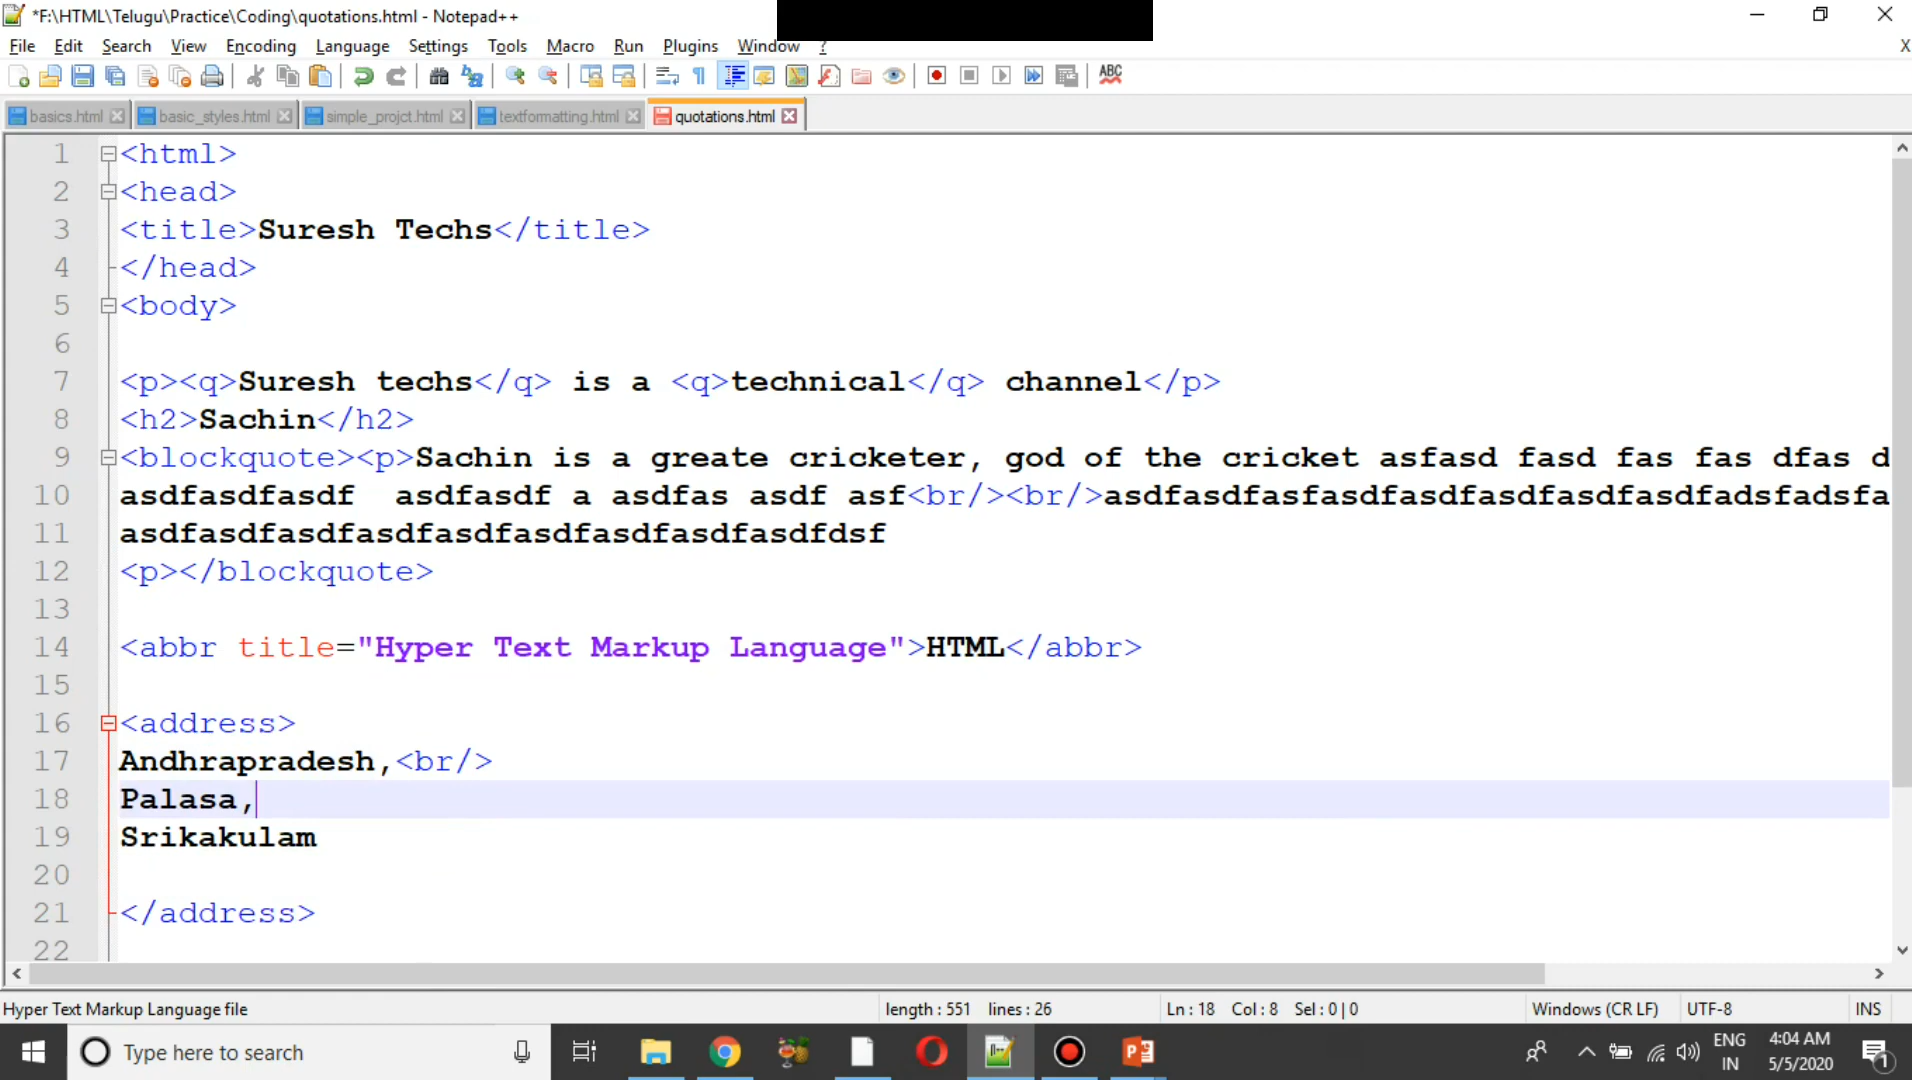 *F:\HTML\Telugu\Practice\Coding\quotations.html - Notepad++
File Edit Search View Encoding Language Settings Tools Macro Run Plugins Window ? X
ABC
basics.html basic_styles.html simple_projct.html textformatting.html quotations.html
1 <html>
2 <head>
3 <title>Suresh Techs</title>
4 </head>
5 <body>
6
7 <p><q>Suresh techs</q> is a <q>technical</q> channel</p>
8 <h2>Sachin</h2>
9 <blockquote><p>Sachin is a greate cricketer, god of the cricket asfasd fasd fas fas dfas d
10 asdfasdfasdf  asdfasdf a asdfas asdf asf<br/><br/>asdfasdfasfasdfasdfasdfasdfasdfadsfadsfa
11 asdfasdfasdfasdfasdfasdfasdfasdfasdfdsf
12 <p></blockquote>
13
14 <abbr title="Hyper Text Markup Language">HTML</abbr>
15
16 <address>
17 Andhrapradesh,<br/>
18 Palasa,
19 Srikakulam
20
21 </address>
22
Hyper Text Markup Language file length : 551 lines : 26 Ln : 18 Col : 8 Sel : 0 | 0 Windows (CR LF) UTF-8 INS
Type here to search
ENG 4:04 AM
IN 5/5/2020 1